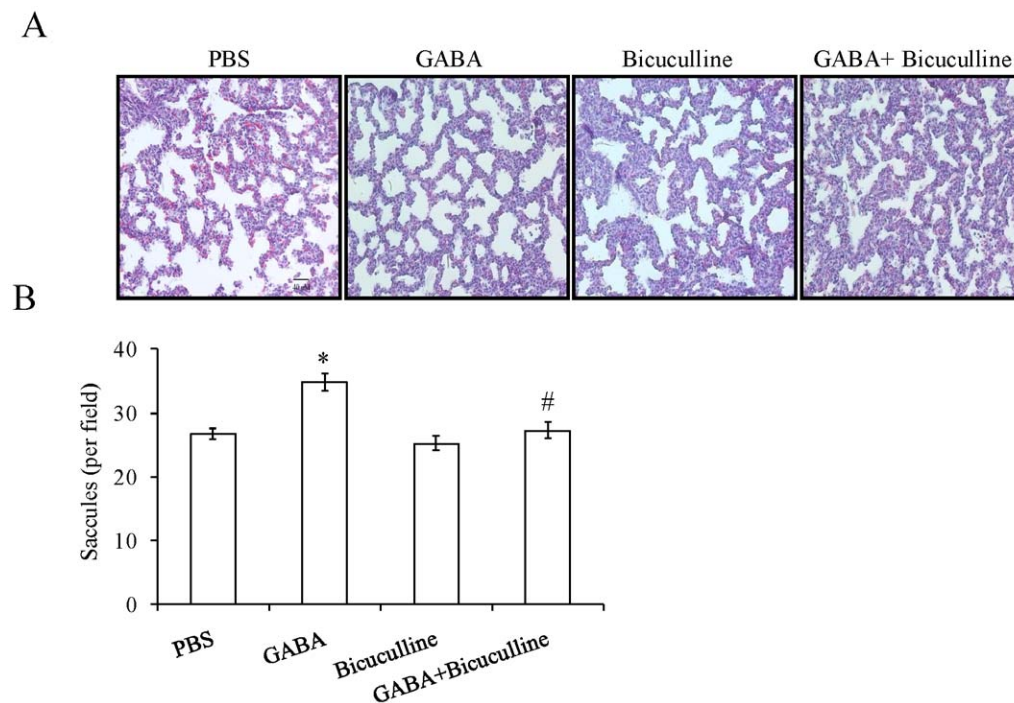 A
PBS GABA Bicuculline GABA+ Bicuculline
B
40
*
#
30
20
10
0
Saccules (per field)
PBS
GABA
Bicuculline
GABA+Bicuculline